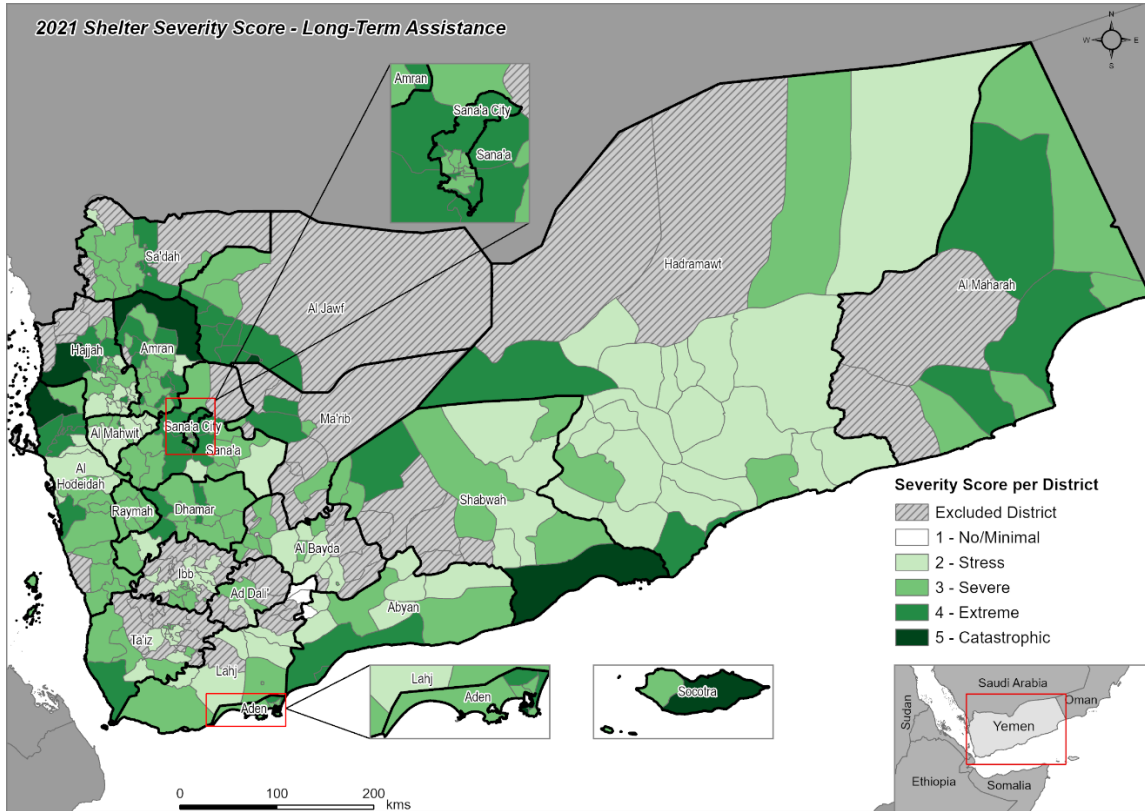 2021 Shelter Severity Score - Long-Term Assistance
N
W
E
S
Amran
Sana'a City
Sana'a
Sa'dah
Al Jawf
Hadramawt
Al Maharah
Hajjah
Amran
Ma'rib
Al Mahwit
Sana'a City
Sana'a
Al
Hodeidah
Shabwah
Raymah
Dhamar
Al Bayda
Ibb
Ad Dali'
Abyan
Ta'iz
Lahj
Aden
Lahj
Aden
Socotra
Severity Score per District
Excluded District
1 - No/Minimal
2 - Stress
3 - Severe
4 - Extreme
5 - Catastrophic
Saudi Arabia
Sudan
Oman
Yemen
Ethiopia
Somalia
0
100
200
kms